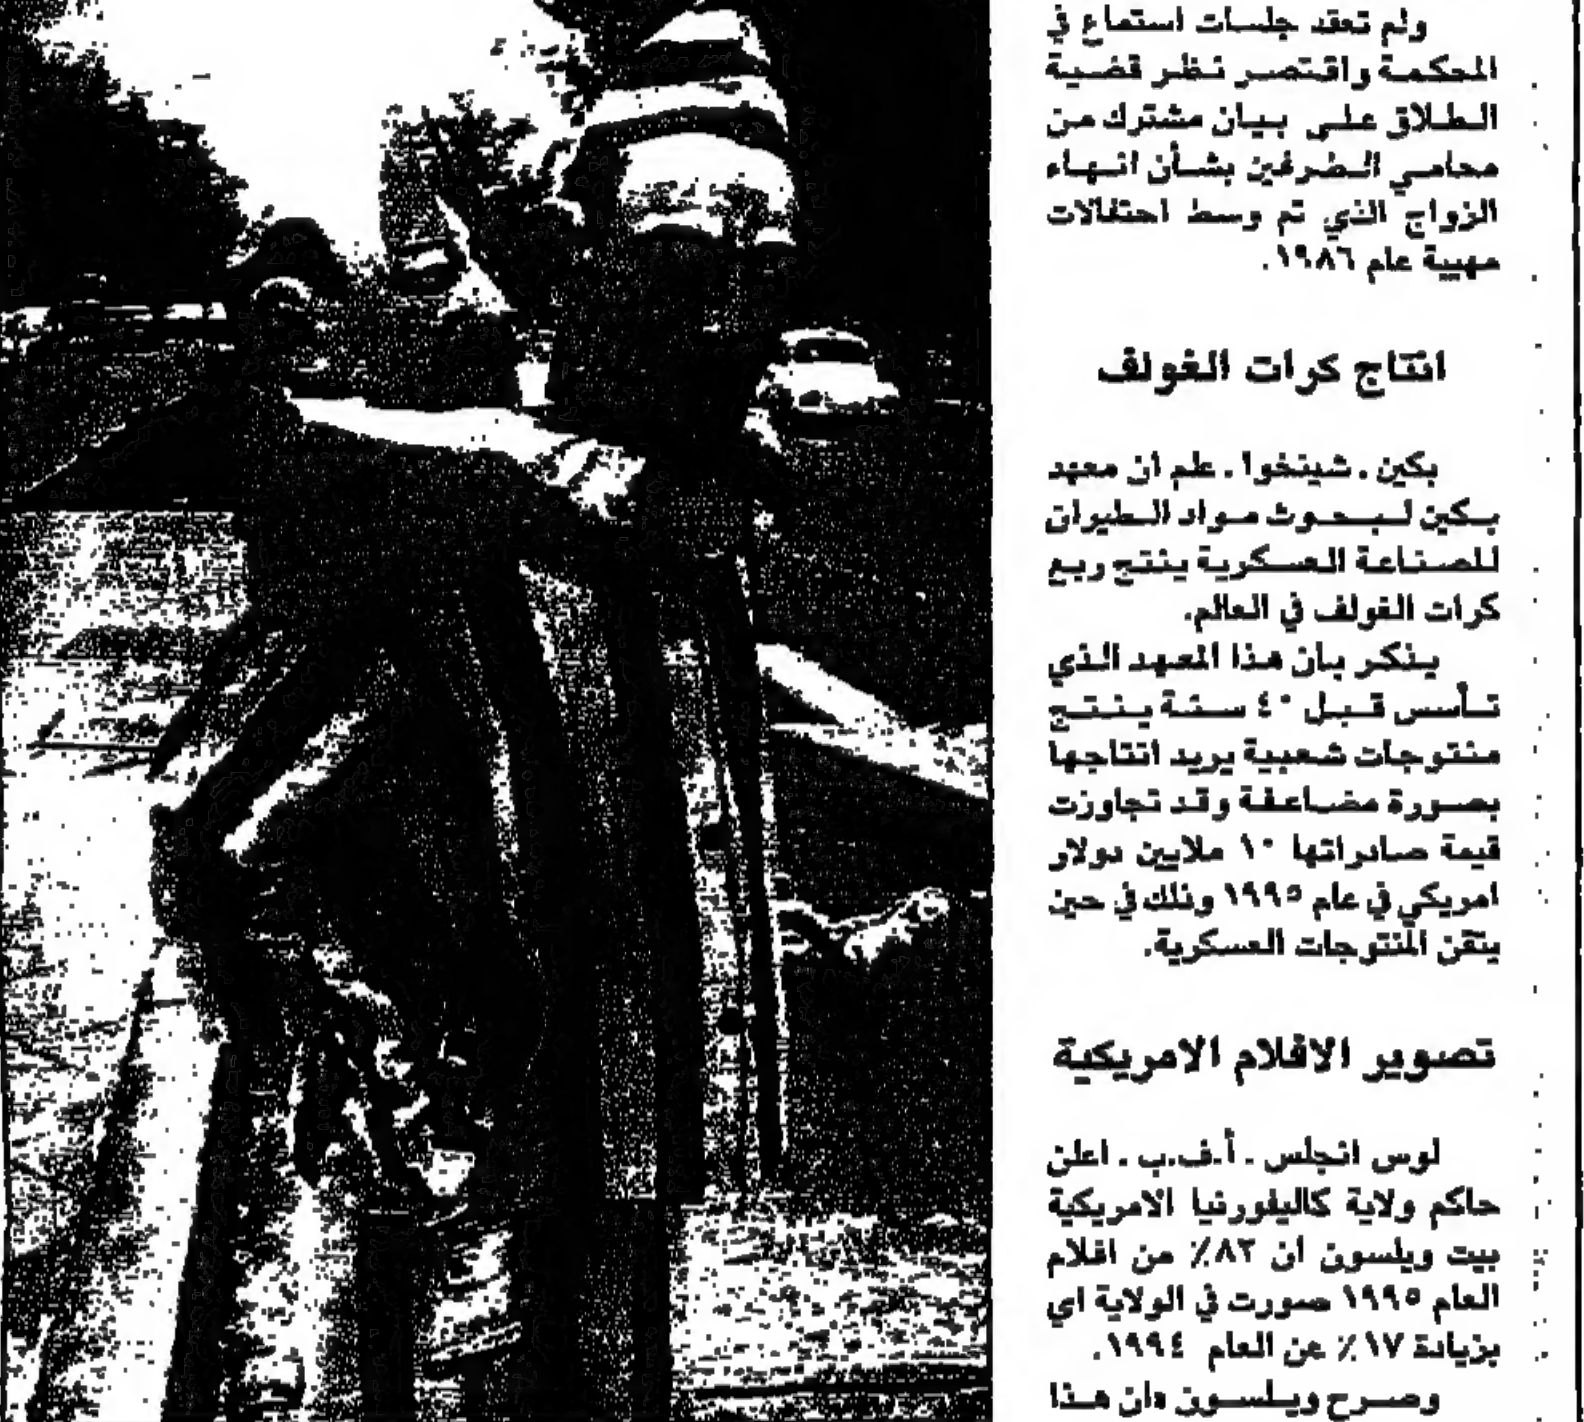 ولم تعقد جلسات استماع في
المحكمة واقتصر نظر قضية
الطلاق على بيان مشترك من
محامي الطرفين بشأن انهاء
الزواج الذي تم وسط احتفالات
مهيبة عام ١٩٨٦.
انتاج كرات الغولف
بكين . شينخوا . علم ان معهد
بكين لبحوث مواد الطيران
للصناعة العسكرية ينتج ربع
كرات الغولف في العالم.
يذكر بان هذا المعهد الذي
تأسس قبل ٤٠ سنة ينتج
منتوجات شعبية يريد انتاجها
بصورة مضاعفة وقد تجاوزت
قيمة صادراتها ١٠ ملايين دولار
امريكي في عام ١٩٩٥ وذلك في حين
يتقن المنتوجات العسكرية.
تصوير الافلام الامريكية
لوس انجلس . أ.ف.ب . اعلن
حاكم ولاية كاليفورنيا الامريكية
بيت ويلسون ان ٨٢٪ من افلام
العام ١٩٩٥ صورت في الولاية اي
بزيادة ١٧٪ عن العام ١٩٩٤.
وصرح ويلسون «ان هذا